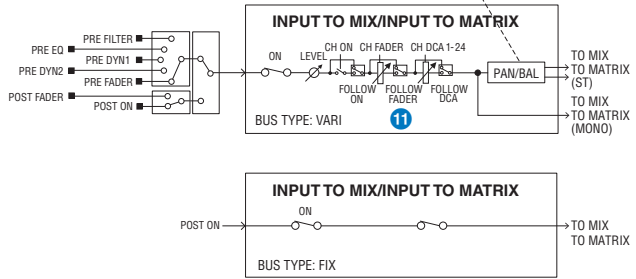 INPUT TO MIX/INPUT TO MATRIX
PRE FILTER
PRE EQ
PRE DYN1
PRE DYN2
PRE FADER
POST FADER
POST ON
ON
LEVEL
CH ON
CH FADER
CH DCA 1-24
FOLLOW ON
FOLLOW FADER
FOLLOW DCA
11
PAN/BAL
TO MIX
TO MATRIX
(ST)
TO MIX
TO MATRIX
(MONO)
BUS TYPE: VARI
INPUT TO MIX/INPUT TO MATRIX
POST ON
ON
TO MIX
TO MATRIX
BUS TYPE: FIX